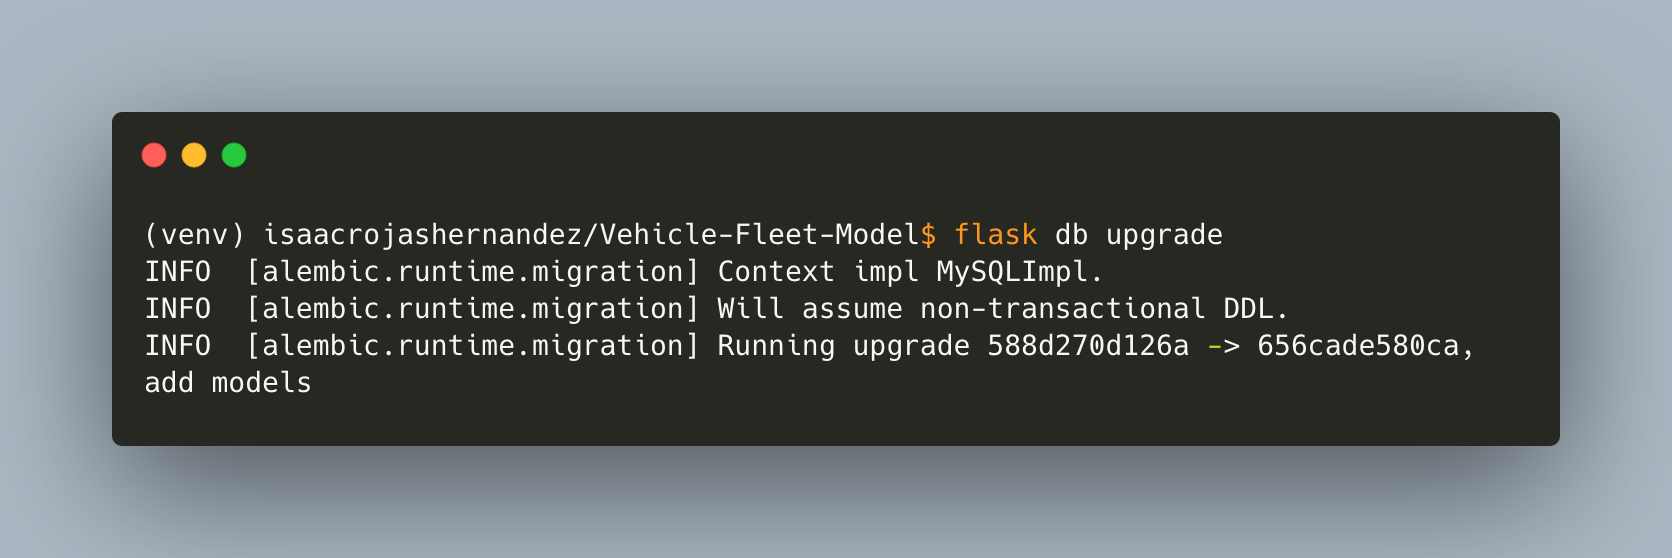 (venv) isaacrojashernandez/Vehicle-Fleet-Model$ flask db upgrade
INFO  [alembic.runtime.migration] Context impl MySQLImpl.
INFO  [alembic.runtime.migration] Will assume non-transactional DDL.
INFO  [alembic.runtime.migration] Running upgrade 588d270d126a -> 656cade580ca,
add models